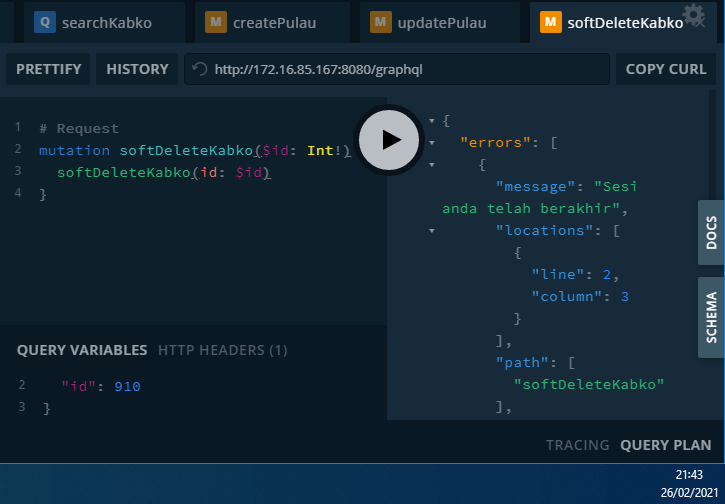 Q searchKabko M createPulau M updatePulau M softDeleteKabko
PRETTIFY HISTORY http://172.16.85.167:8080/graphql COPY CURL
1 # Request
2 mutation softDeleteKabko($id: Int!)
3 softDeleteKabko(id: $id)
4 }
{
"errors": [
{
"message": "Sesi
anda telah berakhir",
"locations": [
{
"line": 2,
"column": 3
}
],
"path": [
"softDeleteKabko"
],
DOCS
SCHEMA
QUERY VARIABLES HTTP HEADERS (1)
2 "id": 910
3 }
TRACING QUERY PLAN
21:43
26/02/2021